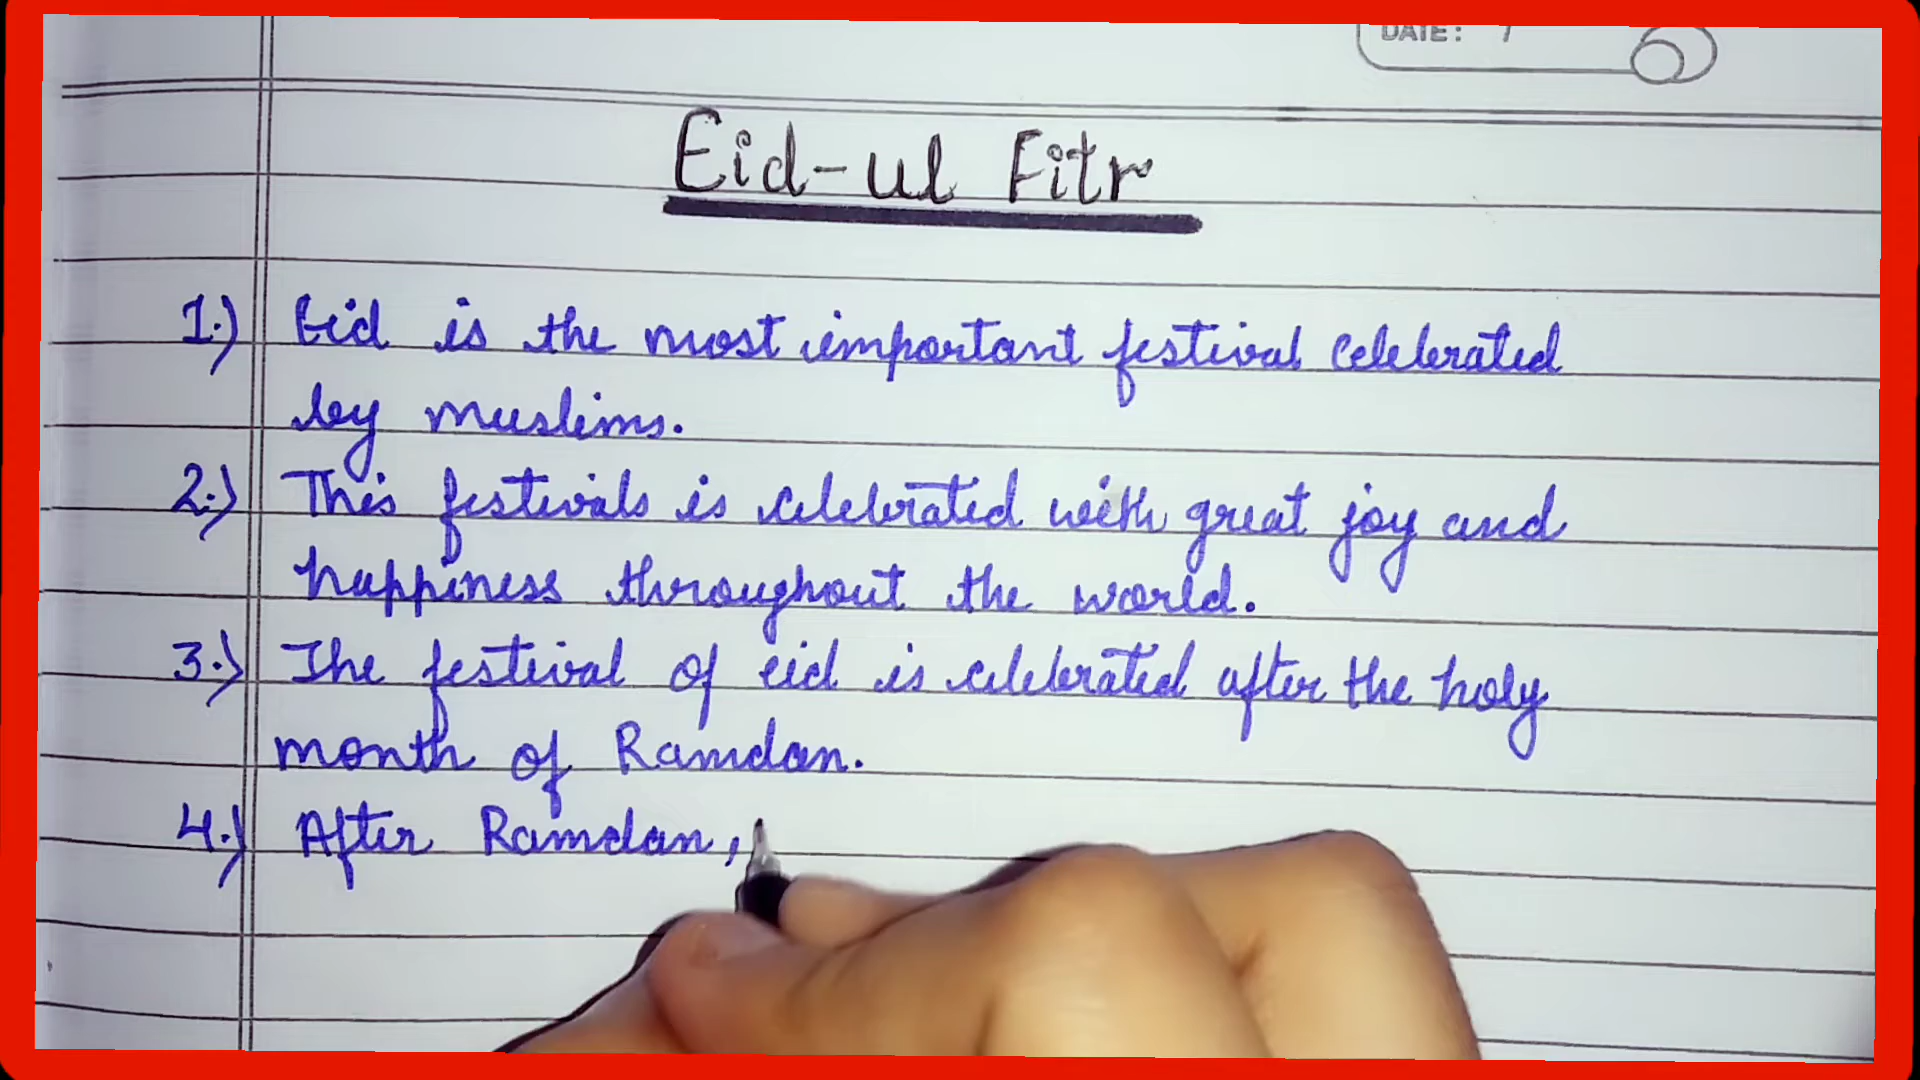 DATE: /
Eid-ul Fitr
1.) Eid is the most important festival celebrated
by muslims.
2.) This festivals is celebrated with great joy and
happiness throughout the world.
3.) The festival of eid is celebrated after the holy
month of Ramdan.
4.) After Ramdan,